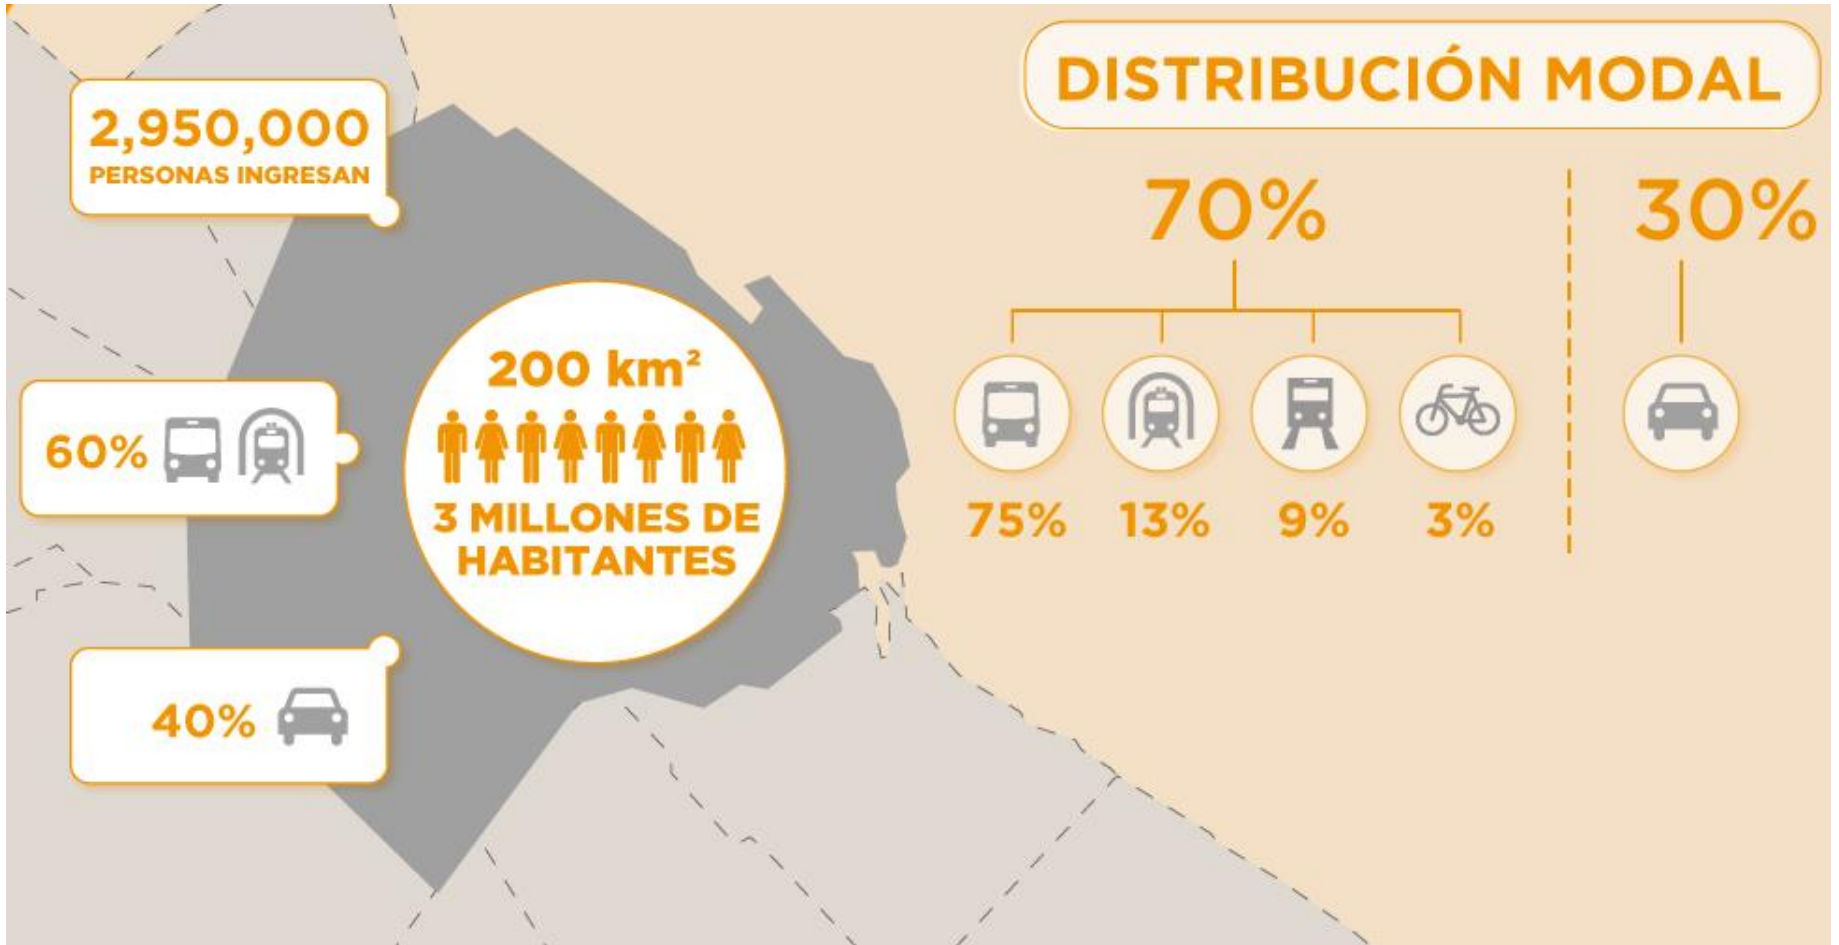 2,950,000
PERSONAS INGRESAN
60%
40%
200 km²
3 MILLONES DE
HABITANTES
DISTRIBUCIÓN MODAL
70%
30%
75%
13%
9%
3%